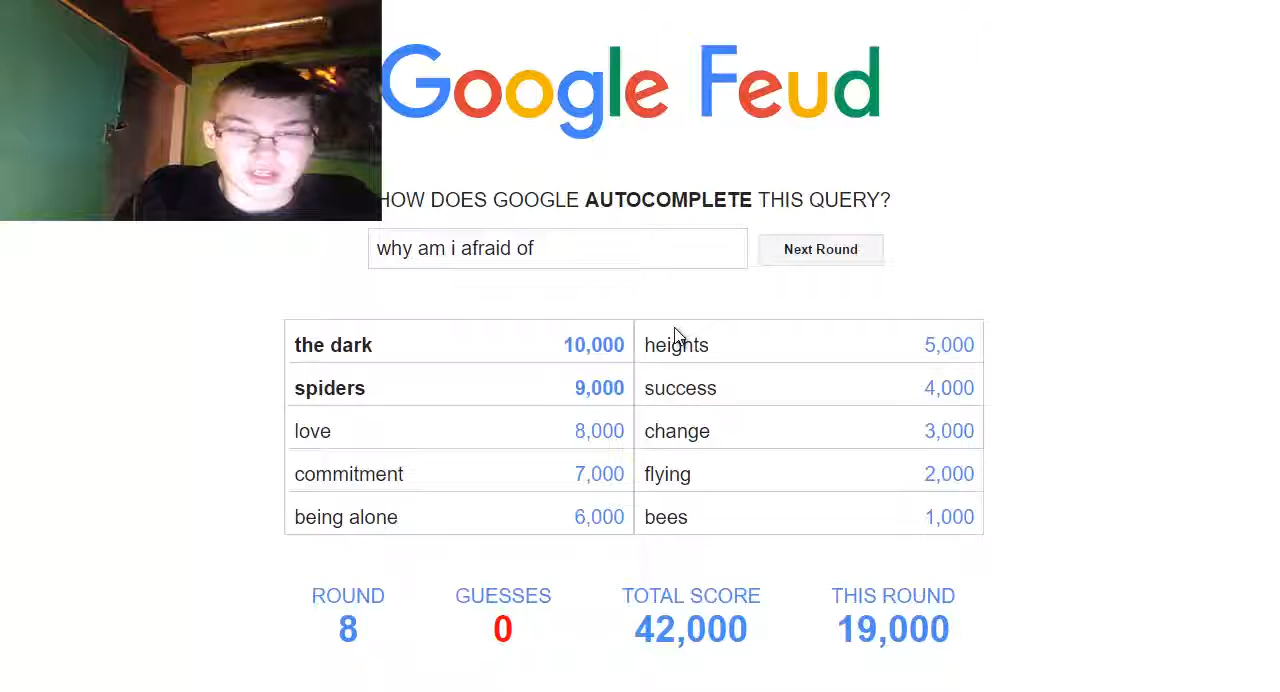 Google Feud
HOW DOES GOOGLE AUTOCOMPLETE THIS QUERY?
why am i afraid of
Next Round
the dark 10,000 heights 5,000
spiders 9,000 success 4,000
love 8,000 change 3,000
commitment 7,000 flying 2,000
being alone 6,000 bees 1,000
ROUND GUESSES TOTAL SCORE THIS ROUND
8 0 42,000 19,000